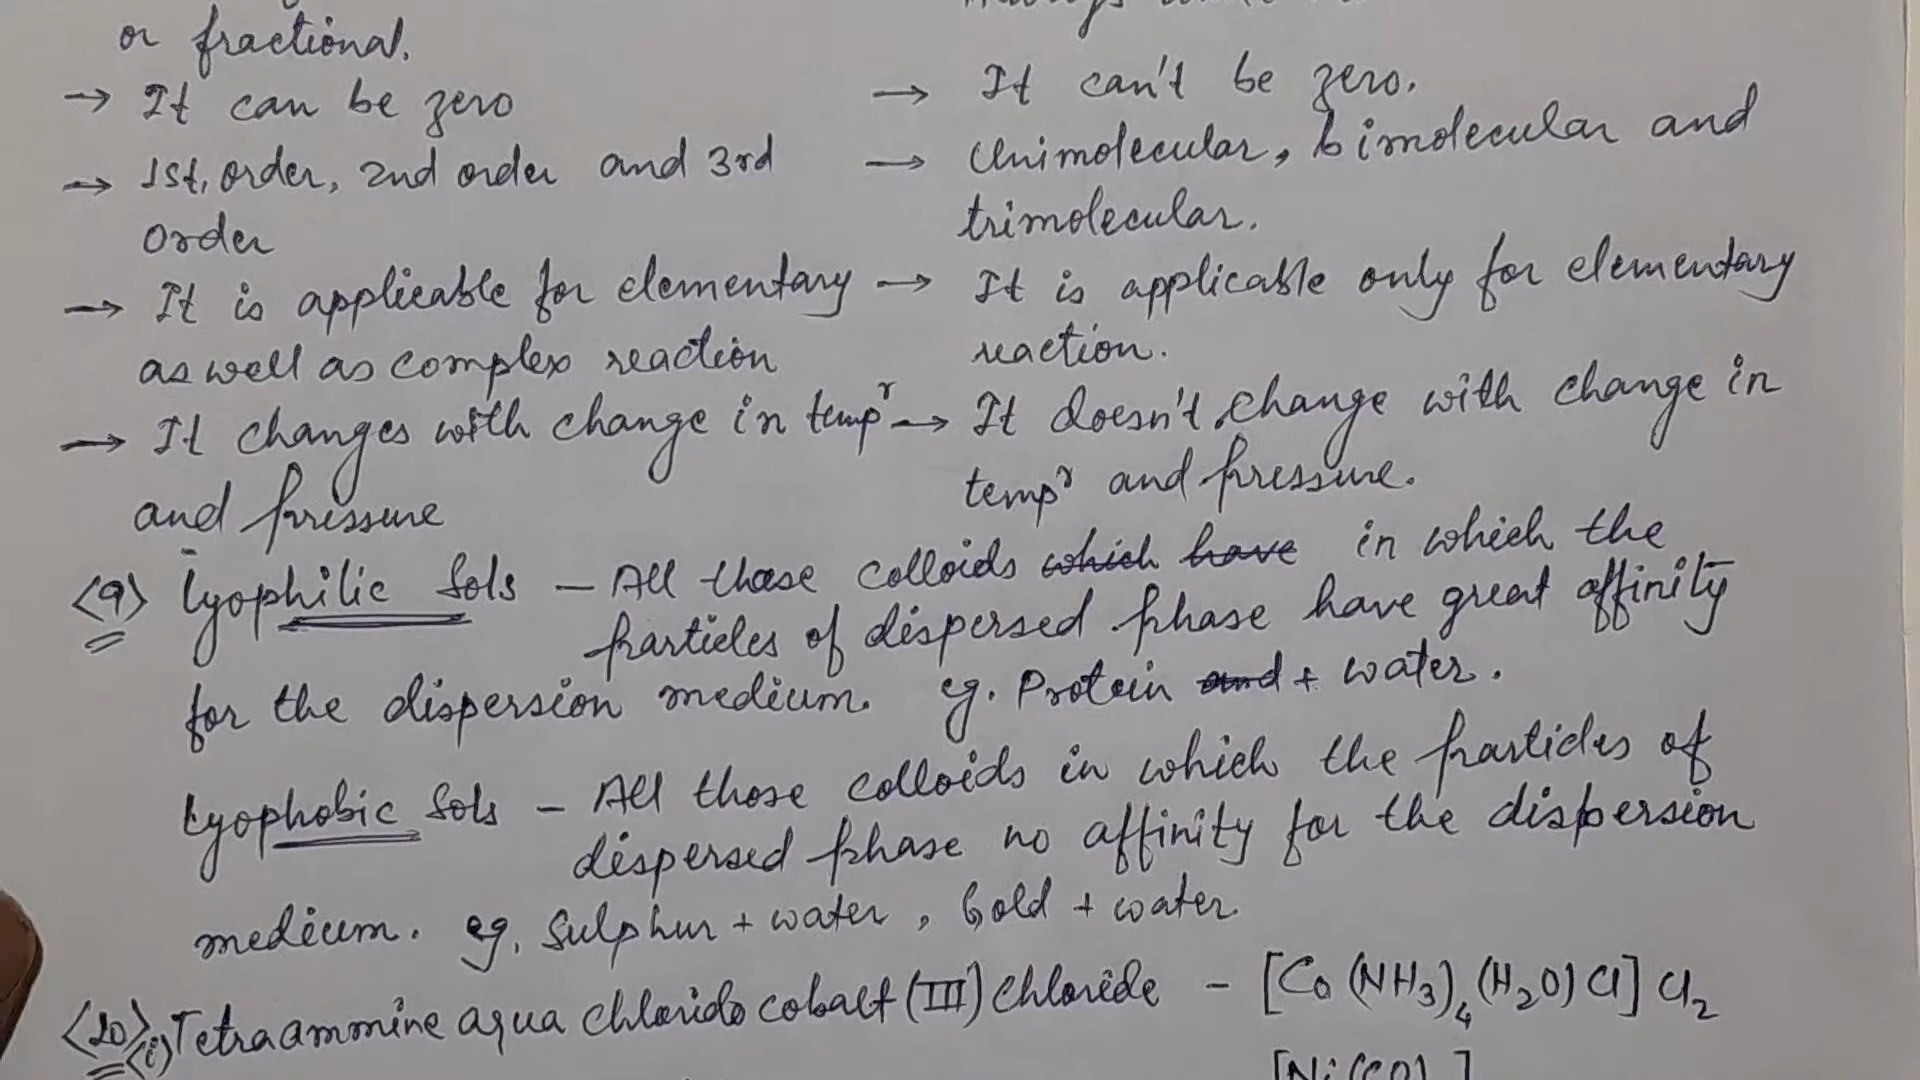 or fractional.
→ It can be zero
→ 1st, order, 2nd order and 3rd
order
→ It is applicable for elementary
as well as complex reaction
→ It changes with change in tempr
and pressure
→ It can't be zero.
→ Unimolecular, bimolecular and
trimolecular.
→ It is applicable only for elementary
reaction.
→ It doesn't change with change in
tempr and pressure.
<9> Lyophilic Sols — All those colloids which have in which the
particles of dispersed phase have great affinity
for the dispersion medium. eg. Protein and + water.
Lyophobic Sols — All those colloids in which the particles of
dispersed phase no affinity for the dispersion
medium. eg, Sulphur + water, Gold + water.
<10> (i) Tetraammine aqua chlorido cobalt (III) chloride — [Co(NH3)4(H2O)Cl]Cl2
[Ni(CO)